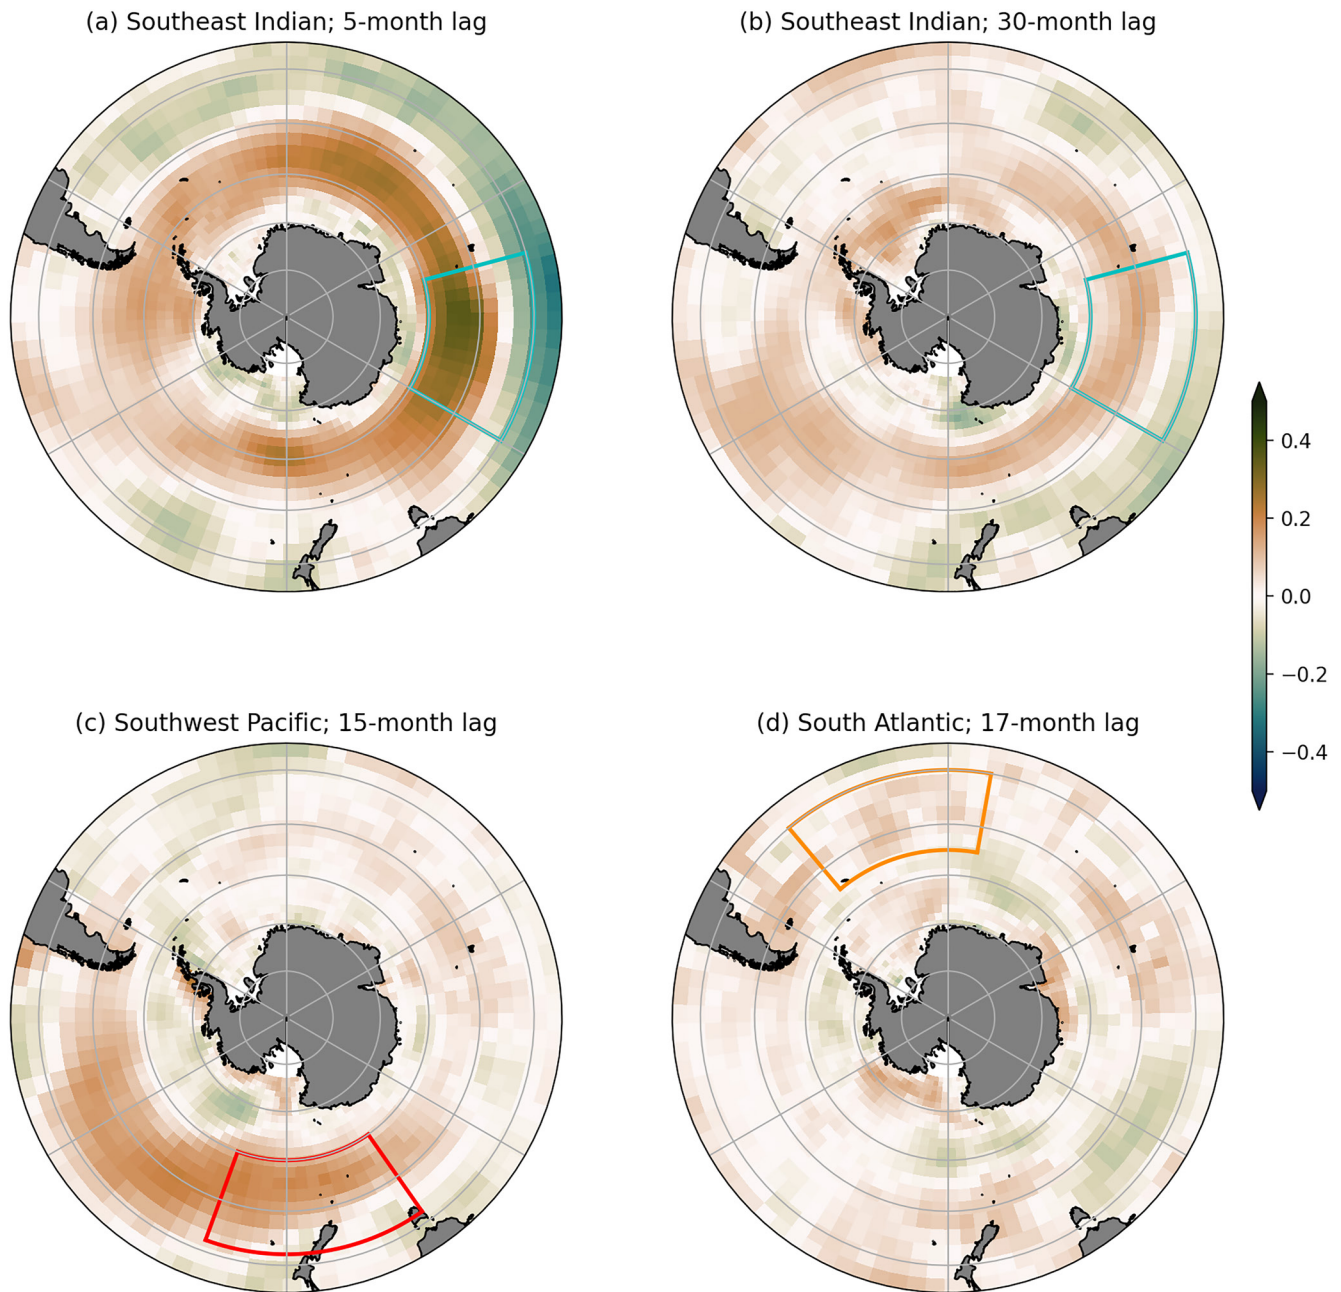 (a) Southeast Indian; 5-month lag
(b) Southeast Indian; 30-month lag
0.4
0.2
0.0
−0.2
−0.4
(c) Southwest Pacific; 15-month lag
(d) South Atlantic; 17-month lag